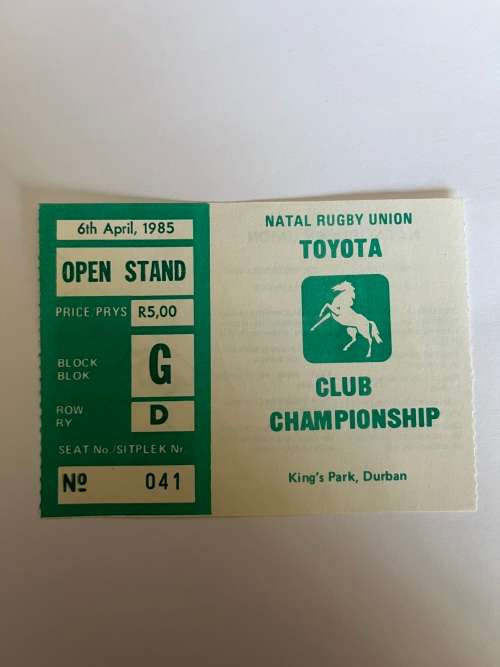 6th April, 1985
OPEN STAND
PRICE PRYS R5,00
BLOCK
BLOK
G
ROW
RY
D
SEAT No./SITPLEK Nr.
Nº 041
NATAL RUGBY UNION
TOYOTA
CLUB
CHAMPIONSHIP
King's Park, Durban